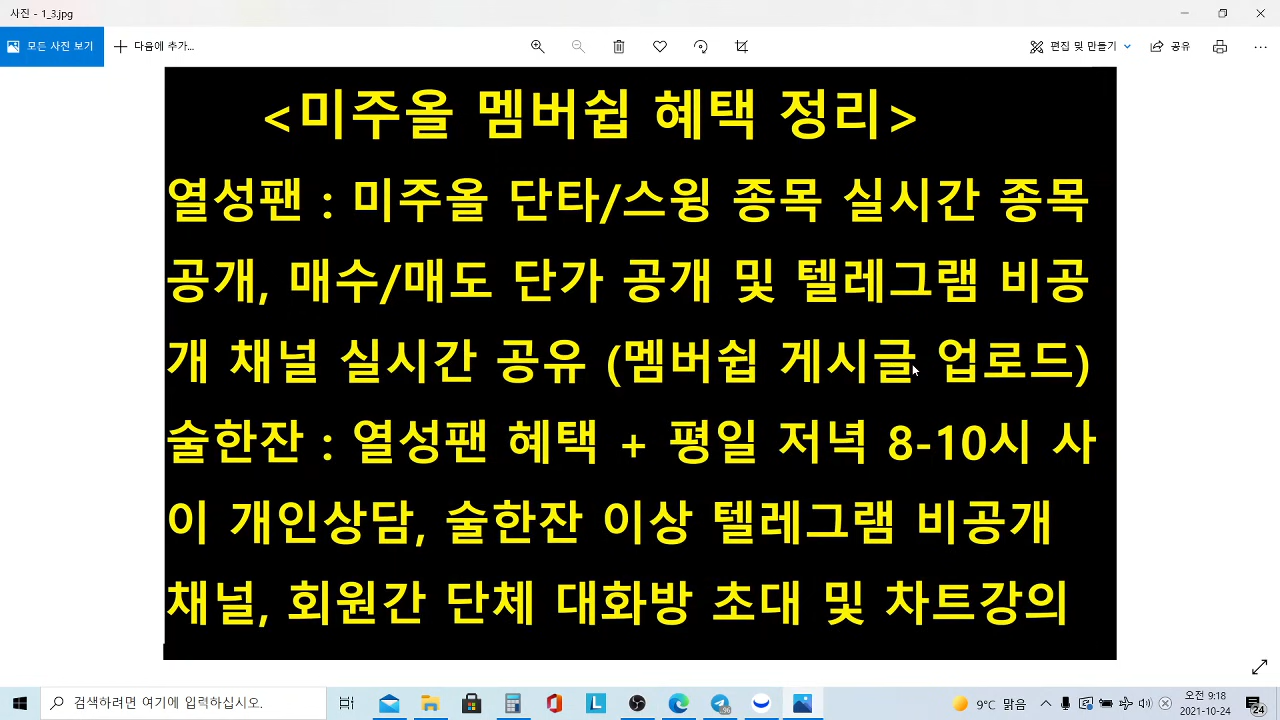 사진 - 1_3.jpg
모든 사진 보기
다음에 추가...
편집 및 만들기
공유
<미주올 멤버쉽 혜택 정리>
열성팬 : 미주올 단타/스윙 종목 실시간 종목
공개, 매수/매도 단가 공개 및 텔레그램 비공
개 채널 실시간 공유 (멤버쉽 게시글 업로드)
술한잔 : 열성팬 혜택 + 평일 저녁 8-10시 사
이 개인상담, 술한잔 이상 텔레그램 비공개
채널, 회원간 단체 대화방 초대 및 차트강의
검색하려면 여기에 입력하십시오.
9℃ 맑음
오전 9:18
2021-10-24
24